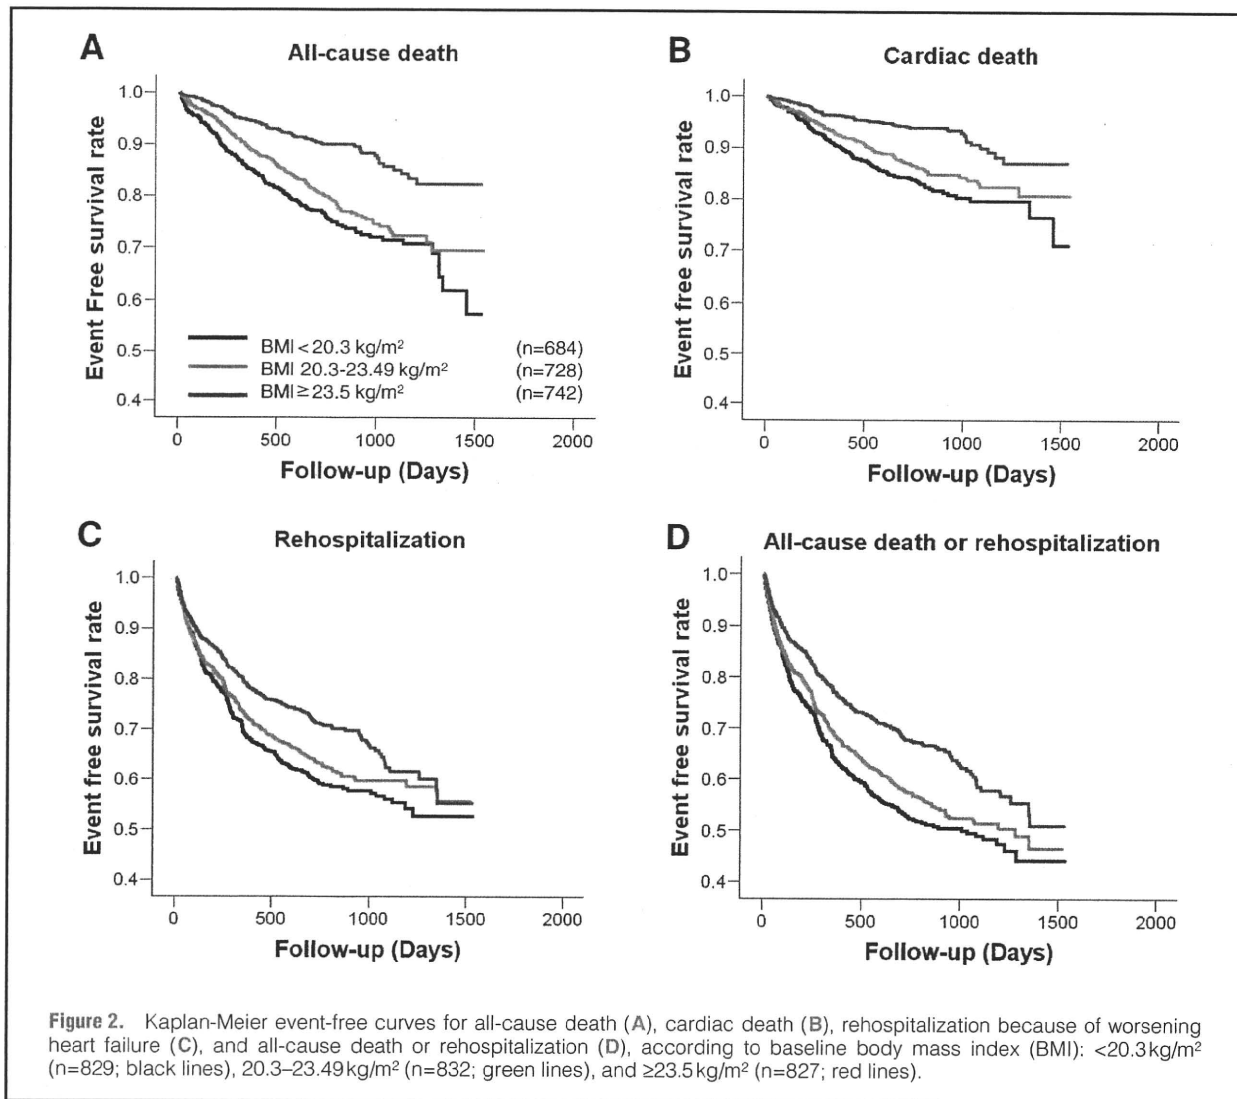 A
All-cause death
Event Free survival rate
1.0
0.9
0.8
0.7
0.6
0.5
0.4
BMI < 20.3 kg/m² (n=684)
BMI 20.3-23.49 kg/m² (n=728)
BMI ≥ 23.5 kg/m² (n=742)
0 500 1000 1500 2000
Follow-up (Days)
B
Cardiac death
Event free survival rate
1.0
0.9
0.8
0.7
0.6
0.5
0.4
0 500 1000 1500 2000
Follow-up (Days)
C
Rehospitalization
Event free survival rate
1.0
0.9
0.8
0.7
0.6
0.5
0.4
0 500 1000 1500 2000
Follow-up (Days)
D
All-cause death or rehospitalization
Event free survival rate
1.0
0.9
0.8
0.7
0.6
0.5
0.4
0 500 1000 1500 2000
Follow-up (Days)
Figure 2. Kaplan-Meier event-free curves for all-cause death (A), cardiac death (B), rehospitalization because of worsening
heart failure (C), and all-cause death or rehospitalization (D), according to baseline body mass index (BMI): <20.3 kg/m²
(n=829; black lines), 20.3–23.49 kg/m² (n=832; green lines), and ≥23.5 kg/m² (n=827; red lines).